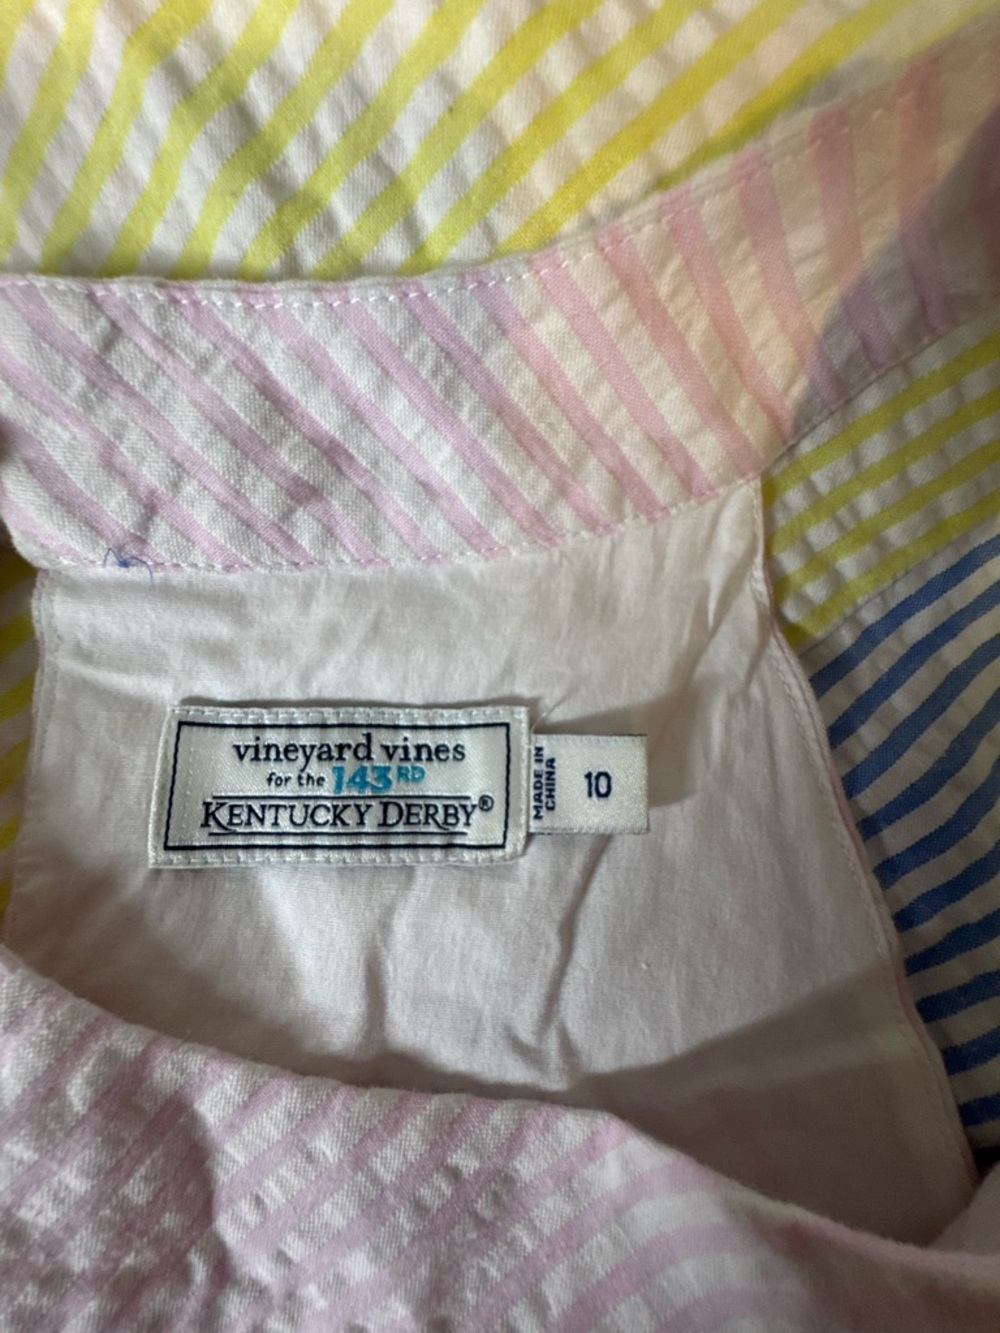 vineyard vines
for the 143RD
KENTUCKY DERBY®
MADE IN
CHINA
10